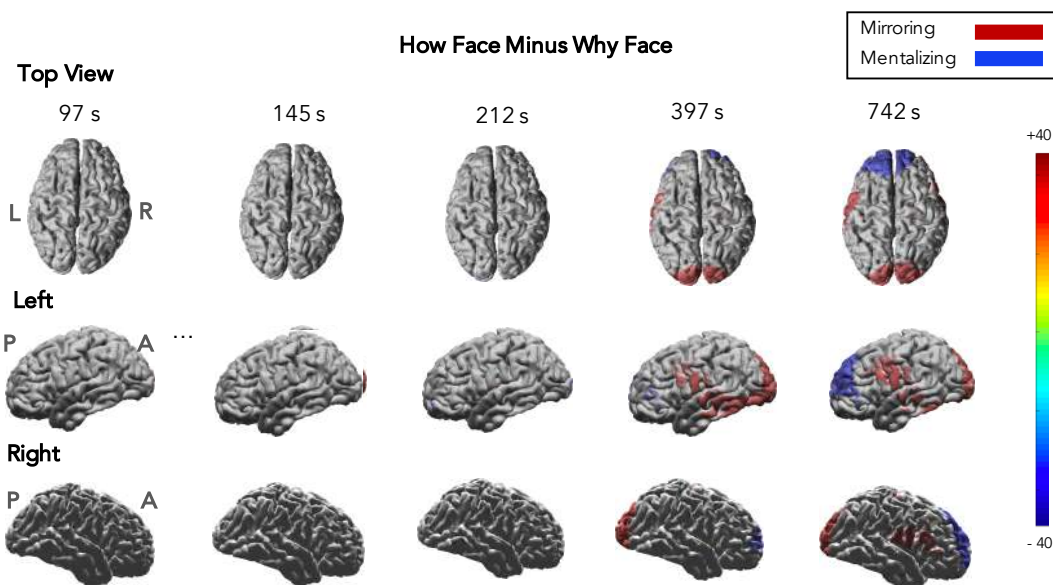 How Face Minus Why Face
Mirroring
Mentalizing
Top View
97 s
145 s
212 s
397 s
742 s
+40
L
R
Left
P
A
...
Right
P
A
- 40